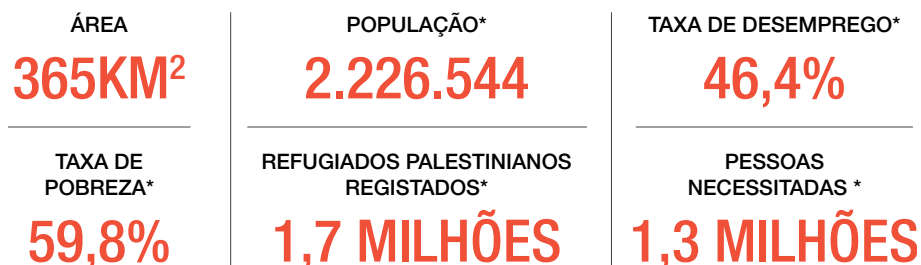 ÁREA
365KM²
POPULAÇÃO*
2.226.544
TAXA DE DESEMPREGO*
46,4%
TAXA DE
POBREZA*
59,8%
REFUGIADOS PALESTINIANOS
REGISTADOS*
1,7 MILHÕES
PESSOAS
NECESSITADAS *
1,3 MILHÕES